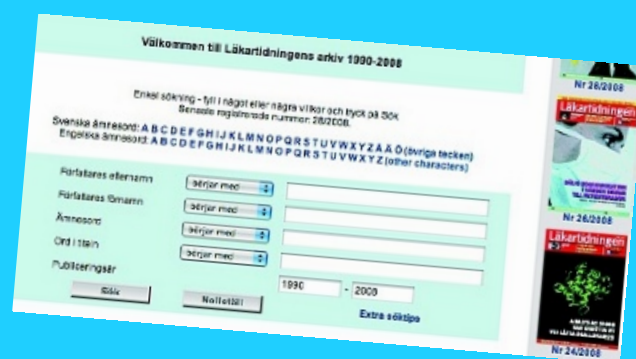 Välkommen till Läkartidningens arkiv 1990-2008
Enkel sökning - fyll i något eller några villkor och tryck på Sök
Senaste registrerade nummer: 28/2008.
Svenska ämnesord: A B C D E F G H I J K L M N O P Q R S T U V W X Y Z Å Ä Ö (övriga tecken)
Engelska ämnesord: A B C D E F G H I J K L M N O P Q R S T U V W X Y Z (other characters)
Författares efternamn
börjar med
Författares förnamn
börjar med
Ämnesord
börjar med
Ord i titeln
börjar med
Publiceringsår
1990 - 2008
Sök
Nollställ
Extra söktips
Nr 28/2008
Läkartidningen
Nr 26/2008
Läkartidningen
Nr 24/2008